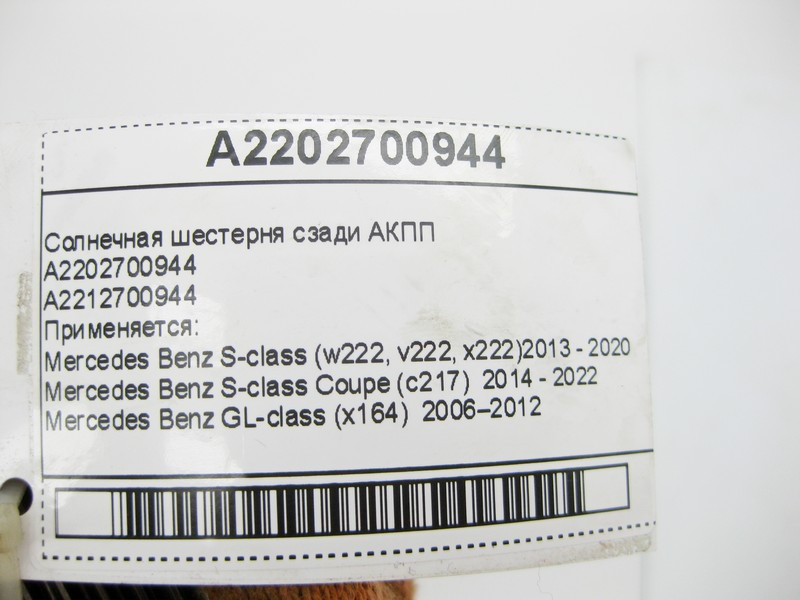 A2202700944
Солнечная шестерня сзади АКПП
A2202700944
A2212700944
Применяется:
Mercedes Benz S-class (w222, v222, x222)2013 - 2020
Mercedes Benz S-class Coupe (c217) 2014 - 2022
Mercedes Benz GL-class (x164) 2006–2012